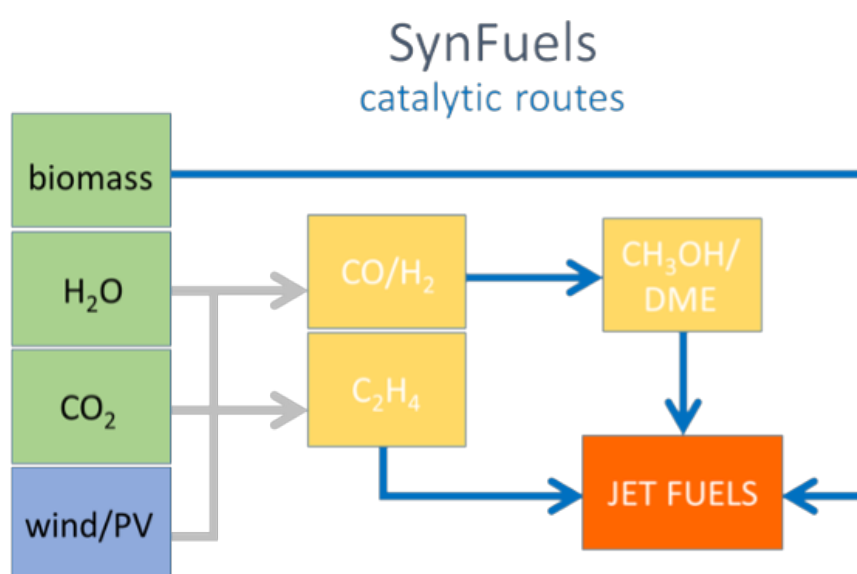 SynFuels
catalytic routes
biomass
H₂O
CO₂
wind/PV
CO/H₂
C₂H₄
CH₃OH/
DME
JET FUELS